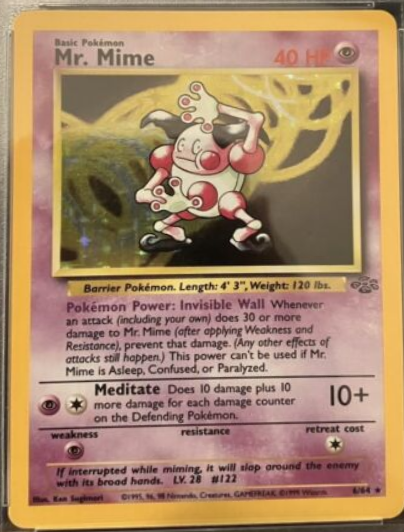 Basic Pokémon
Mr. Mime 40 HP
Barrier Pokémon. Length: 4' 3", Weight: 120 lbs.
Pokémon Power: Invisible Wall Whenever
an attack (including your own) does 30 or more
damage to Mr. Mime (after applying Weakness and
Resistance), prevent that damage. (Any other effects of
attacks still happen.) This power can't be used if Mr.
Mime is Asleep, Confused, or Paralyzed.
Meditate Does 10 damage plus 10
more damage for each damage counter
on the Defending Pokémon.
10+
weakness resistance retreat cost
If interrupted while miming, it will slap around the enemy
with its broad hands. LV. 28 #122
Illus. Ken Sugimori ©1995, 96, 98 Nintendo, Creatures, GAMEFREAK. ©1999 Wizards. 6/64 ★